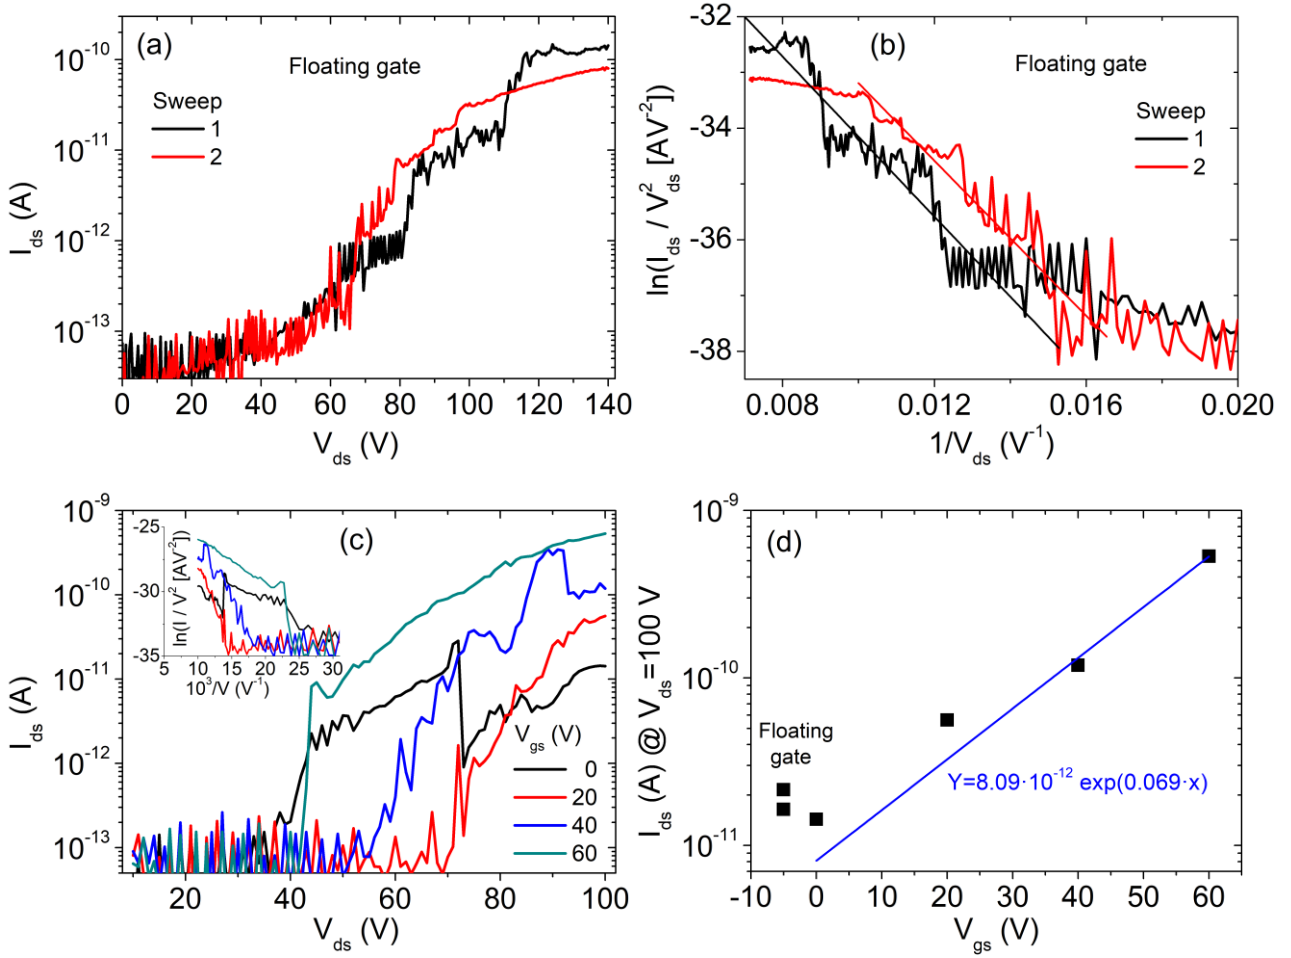 (a)
Floating gate
Sweep
1
2
10⁻¹⁰
10⁻¹¹
10⁻¹²
10⁻¹³
I_ds (A)
0 20 40 60 80 100 120 140
V_ds (V)
(b)
Floating gate
Sweep
1
2
-32
-34
-36
-38
ln(I_ds / V²_ds [AV⁻²])
0.008 0.012 0.016 0.020
1/V_ds (V⁻¹)
(c)
10⁻⁹
10⁻¹⁰
10⁻¹¹
10⁻¹²
10⁻¹³
I_ds (A)
-25
-30
-35
ln(I / V² [AV⁻²])
5 10 15 20 25 30
10³/V (V⁻¹)
V_gs (V)
0
20
40
60
20 40 60 80 100
V_ds (V)
(d)
10⁻⁹
10⁻¹⁰
10⁻¹¹
I_ds (A) @ V_ds=100 V
Floating
gate
Y=8.09·10⁻¹² exp(0.069·x)
-10 0 10 20 30 40 50 60
V_gs (V)